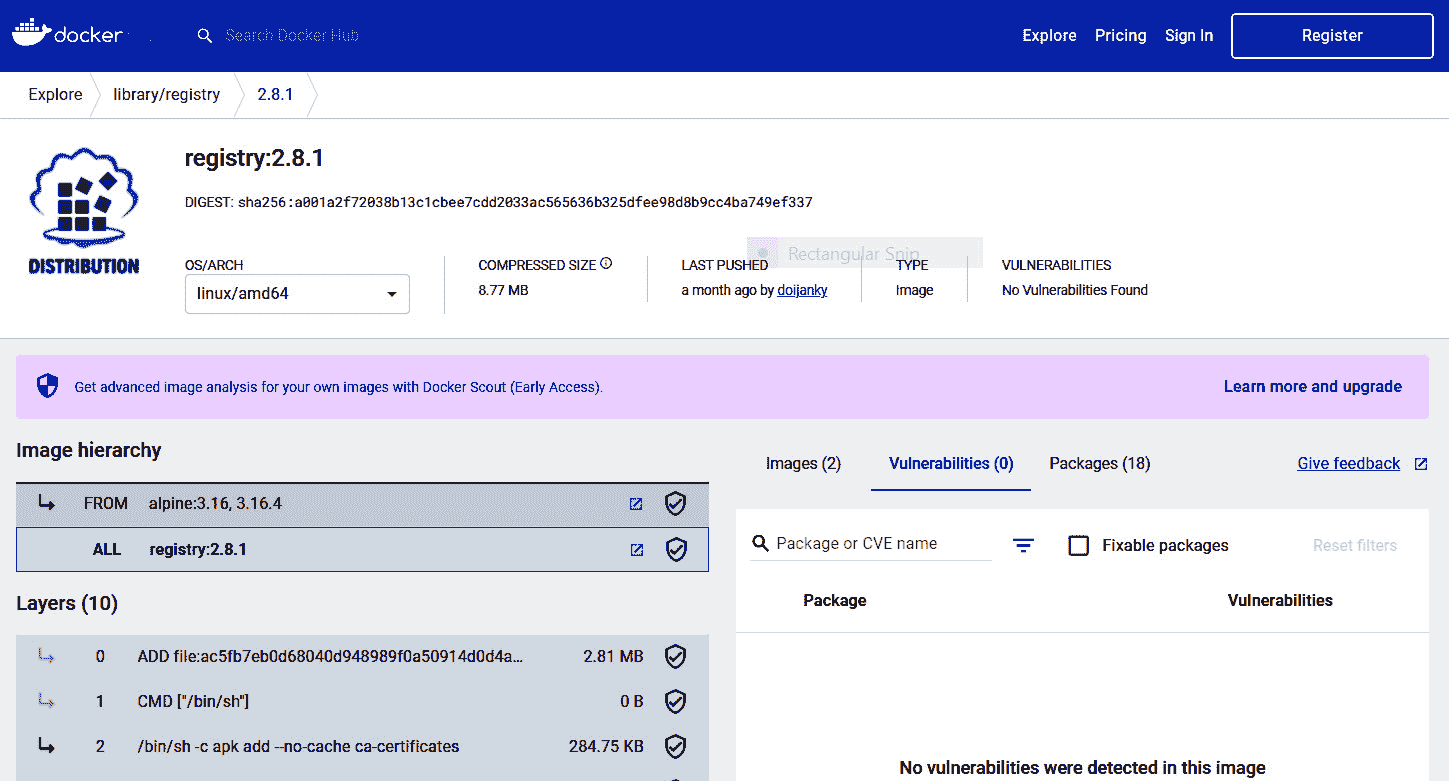 docker
Search Docker Hub
Explore
Pricing
Sign In
Register
Explore
library/registry
2.8.1
registry:2.8.1
DIGEST: sha256:a001a2f72038b13c1cbee7cdd2033ac565636b325dfee98d8b9cc4ba749ef337
DISTRIBUTION
Rectangular Snip
OS/ARCH
linux/amd64
COMPRESSED SIZE
8.77 MB
LAST PUSHED
a month ago by doijanky
TYPE
Image
VULNERABILITIES
No Vulnerabilities Found
Get advanced image analysis for your own images with Docker Scout (Early Access).
Learn more and upgrade
Image hierarchy
FROM alpine:3.16, 3.16.4
ALL registry:2.8.1
Layers (10)
0 ADD file:ac5fb7eb0d68040d948989f0a50914d0d4a... 2.81 MB
1 CMD ["/bin/sh"] 0 B
2 /bin/sh -c apk add --no-cache ca-certificates 284.75 KB
Images (2)
Vulnerabilities (0)
Packages (18)
Give feedback
Package or CVE name
Fixable packages
Reset filters
Package
Vulnerabilities
No vulnerabilities were detected in this image